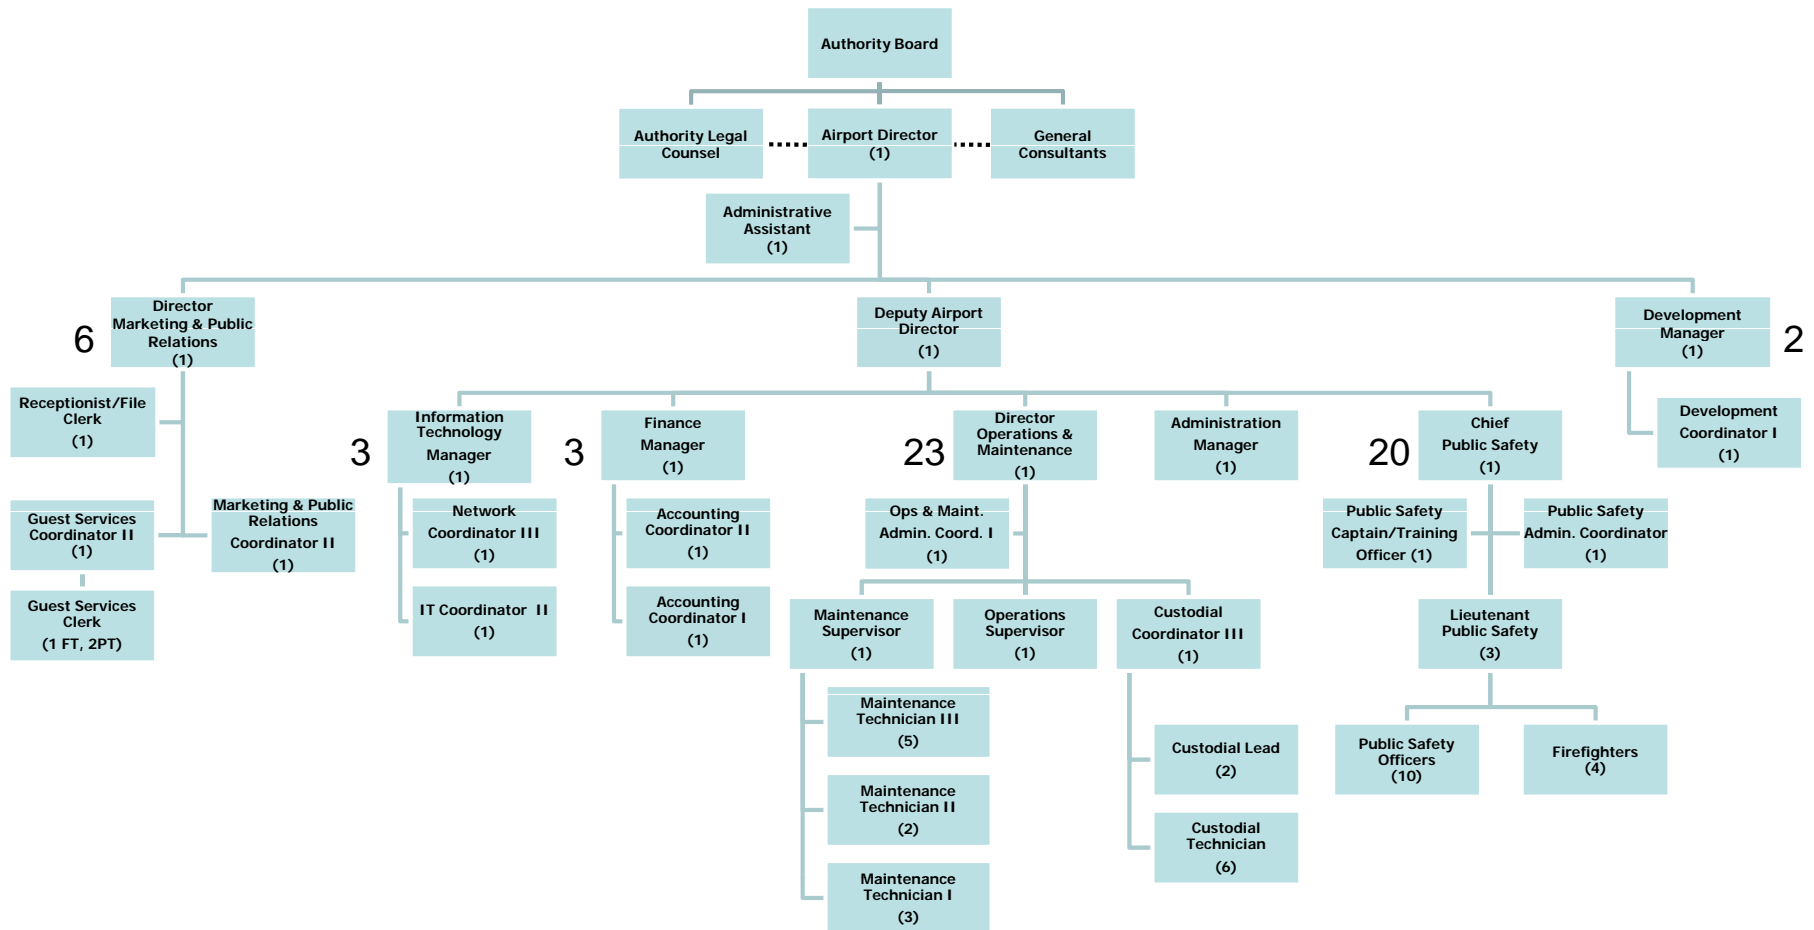 Authority Board
Authority Legal
Counsel
Airport Director
(1)
General
Consultants
Administrative
Assistant
(1)
6
Director
Marketing & Public
Relations
(1)
Deputy Airport
Director
(1)
Development
Manager
(1)
2
Receptionist/File
Clerk
(1)
Guest Services
Coordinator II
(1)
Marketing & Public
Relations
Coordinator II
(1)
Guest Services
Clerk
(1 FT, 2PT)
3
Information
Technology
Manager
(1)
Network
Coordinator III
(1)
IT Coordinator II
(1)
3
Finance
Manager
(1)
Accounting
Coordinator II
(1)
Accounting
Coordinator I
(1)
23
Director
Operations &
Maintenance
(1)
Ops & Maint.
Admin. Coord. I
(1)
Maintenance
Supervisor
(1)
Operations
Supervisor
(1)
Custodial
Coordinator III
(1)
Maintenance
Technician III
(5)
Maintenance
Technician II
(2)
Maintenance
Technician I
(3)
Custodial Lead
(2)
Custodial
Technician
(6)
Administration
Manager
(1)
20
Chief
Public Safety
(1)
Public Safety
Captain/Training
Officer (1)
Public Safety
Admin. Coordinator
(1)
Lieutenant
Public Safety
(3)
Public Safety
Officers
(10)
Firefighters
(4)
Development
Coordinator I
(1)